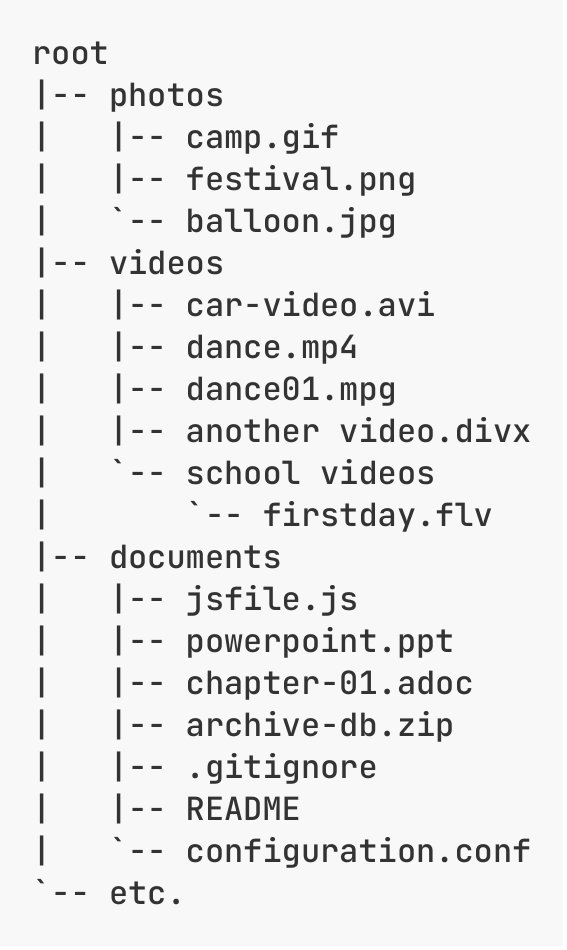 root
|-- photos
|   |-- camp.gif
|   |-- festival.png
|   `-- balloon.jpg
|-- videos
|   |-- car-video.avi
|   |-- dance.mp4
|   |-- dance01.mpg
|   |-- another video.divx
|   `-- school videos
|       `-- firstday.flv
|-- documents
|   |-- jsfile.js
|   |-- powerpoint.ppt
|   |-- chapter-01.adoc
|   |-- archive-db.zip
|   |-- .gitignore
|   |-- README
|   `-- configuration.conf
`-- etc.